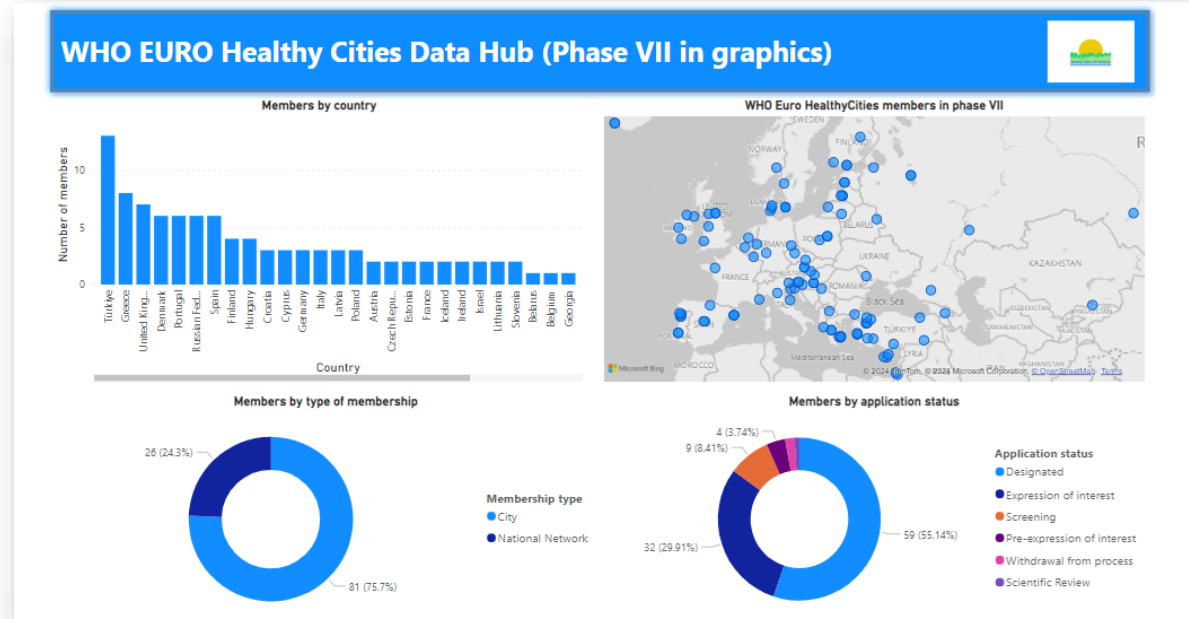 WHO EURO Healthy Cities Data Hub (Phase VII in graphics)
Members by country
Number of members
10
5
0
Türkiye
Greece
United King...
Denmark
Portugal
Russian Fed...
Spain
Finland
Hungary
Croatia
Cyprus
Germany
Italy
Latvia
Poland
Austria
Czech Repu...
Estonia
France
Iceland
Ireland
Israel
Lithuania
Slovenia
Belarus
Belgium
Georgia
Country
WHO Euro HealthyCities members in phase VII
SWEDEN
NORWAY
BELARUS
UKRAINE
KAZAKHSTAN
FRANCE
ROMANIA
Black Sea
TÜRKIYE
SYRIA
Mediterranean Sea
MOROCCO
Microsoft Bing
© 2024 TomTom, © 2024 Microsoft Corporation, © OpenStreetMap Terms
Members by type of membership
26 (24.3%)
81 (75.7%)
Membership type
City
National Network
Members by application status
4 (3.74%)
9 (8.41%)
32 (29.91%)
59 (55.14%)
Application status
Designated
Expression of interest
Screening
Pre-expression of interest
Withdrawal from process
Scientific Review